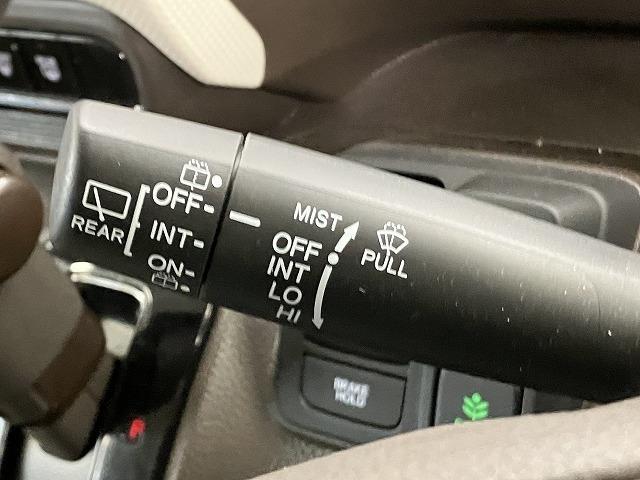 REAR
OFF
INT
ON
MIST
OFF
INT
LO
HI
PULL
BRAKE
HOLD
R